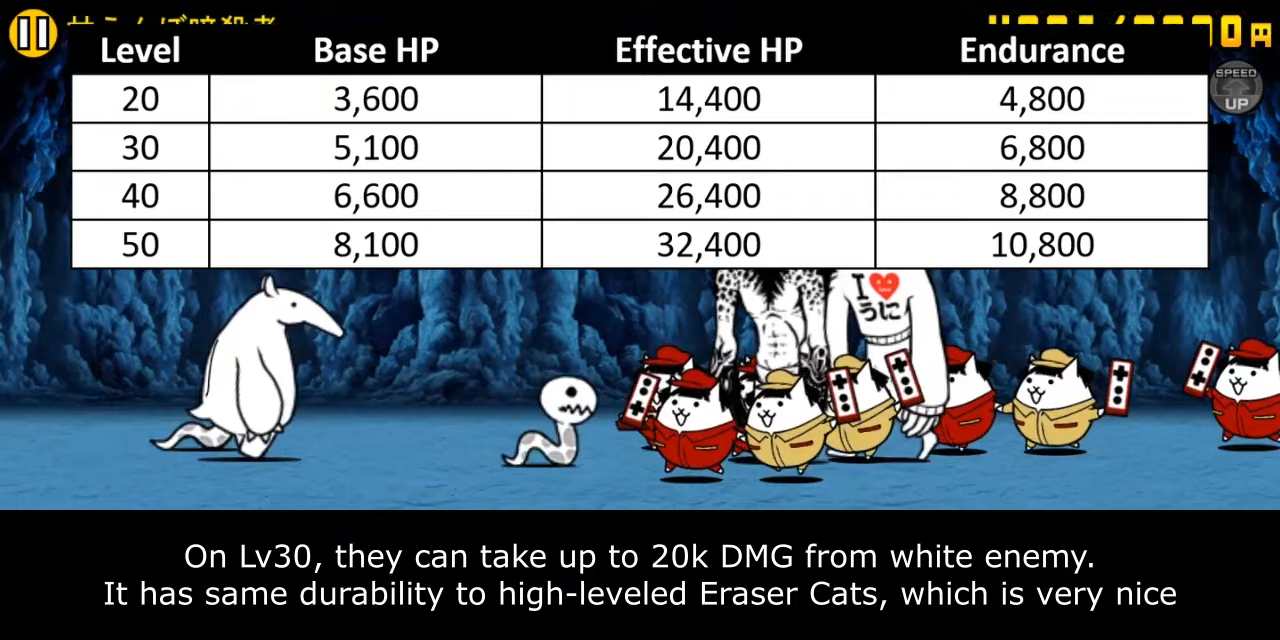 Level Base HP Effective HP Endurance
20 3,600 14,400 4,800
30 5,100 20,400 6,800
40 6,600 26,400 8,800
50 8,100 32,400 10,800
SPEED
UP
I
うに
On Lv30, they can take up to 20k DMG from white enemy.
It has same durability to high-leveled Eraser Cats, which is very nice